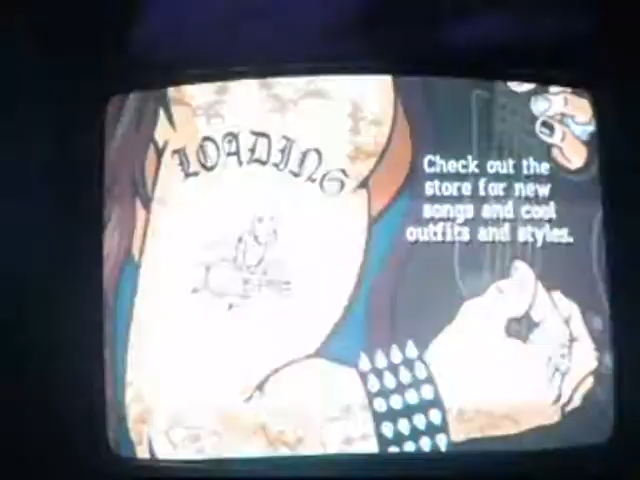 LOADING
Check out the
store for new
songs and cool
outfits and styles.